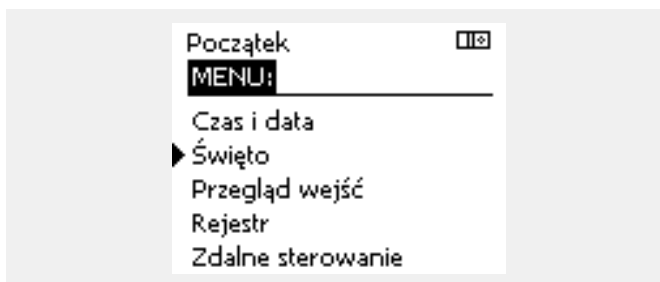 Początek
MENU:
Czas i data
Święto
Przegląd wejść
Rejestr
Zdalne sterowanie